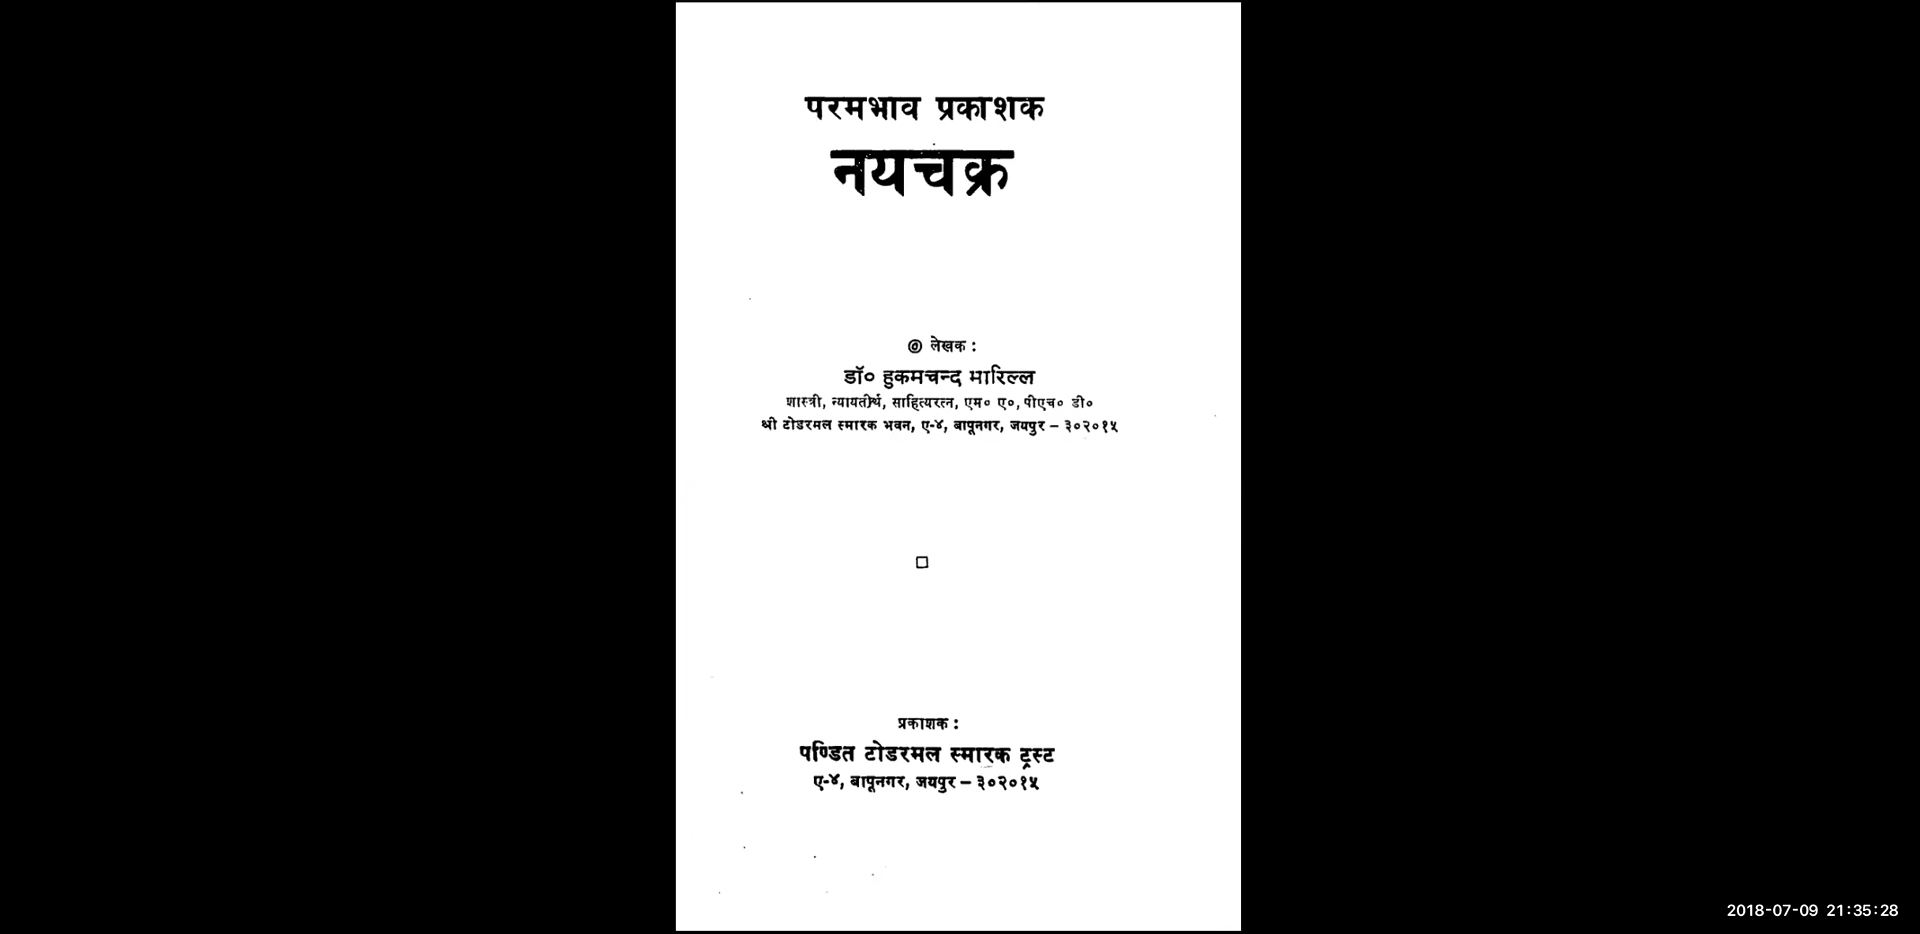 परमभाव प्रकाशक
नयचक्र
@ लेखक :
डॉ० हुकमचन्द भारिल्ल
शास्त्री, न्यायतीर्थ, साहित्यरत्न, एम० ए०, पीएच० डी०
श्री टोडरमल स्मारक भवन, ए-४, बापूनगर, जयपुर – ३०२०१५
प्रकाशक :
पण्डित टोडरमल स्मारक ट्रस्ट
ए-४, बापूनगर, जयपुर – ३०२०१५
2018-07-09 21:35:28